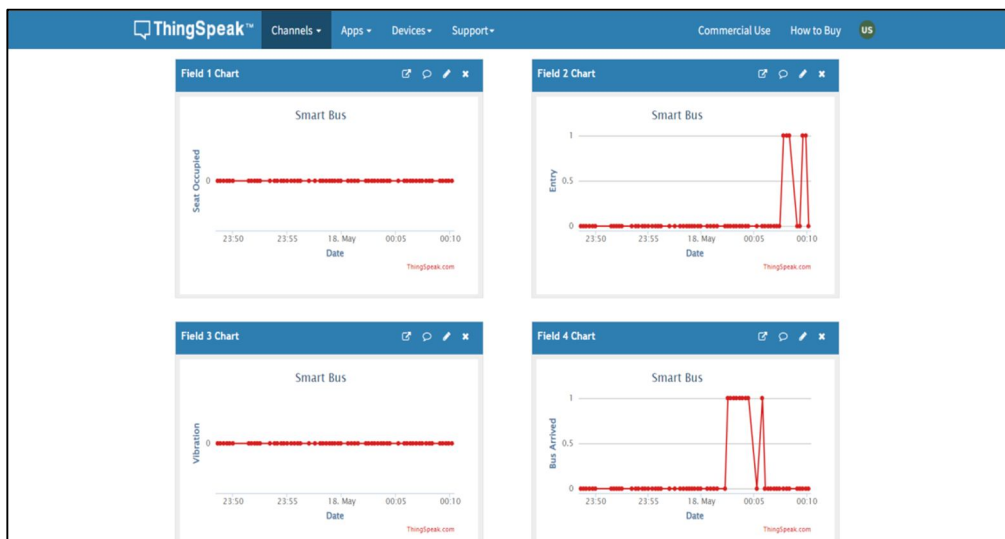 ThingSpeak™ Channels Apps Devices Support Commercial Use How to Buy US
Field 1 Chart
Smart Bus
Seat Occupied
0
23:50 23:55 18. May 00:05 00:10
Date
ThingSpeak.com
Field 2 Chart
Smart Bus
Entry
1
0.5
0
23:50 23:55 18. May 00:05 00:10
Date
ThingSpeak.com
Field 3 Chart
Smart Bus
Vibration
0
23:50 23:55 18. May 00:05 00:10
Date
ThingSpeak.com
Field 4 Chart
Smart Bus
Bus Arrived
1
0.5
0
23:50 23:55 18. May 00:05 00:10
Date
ThingSpeak.com